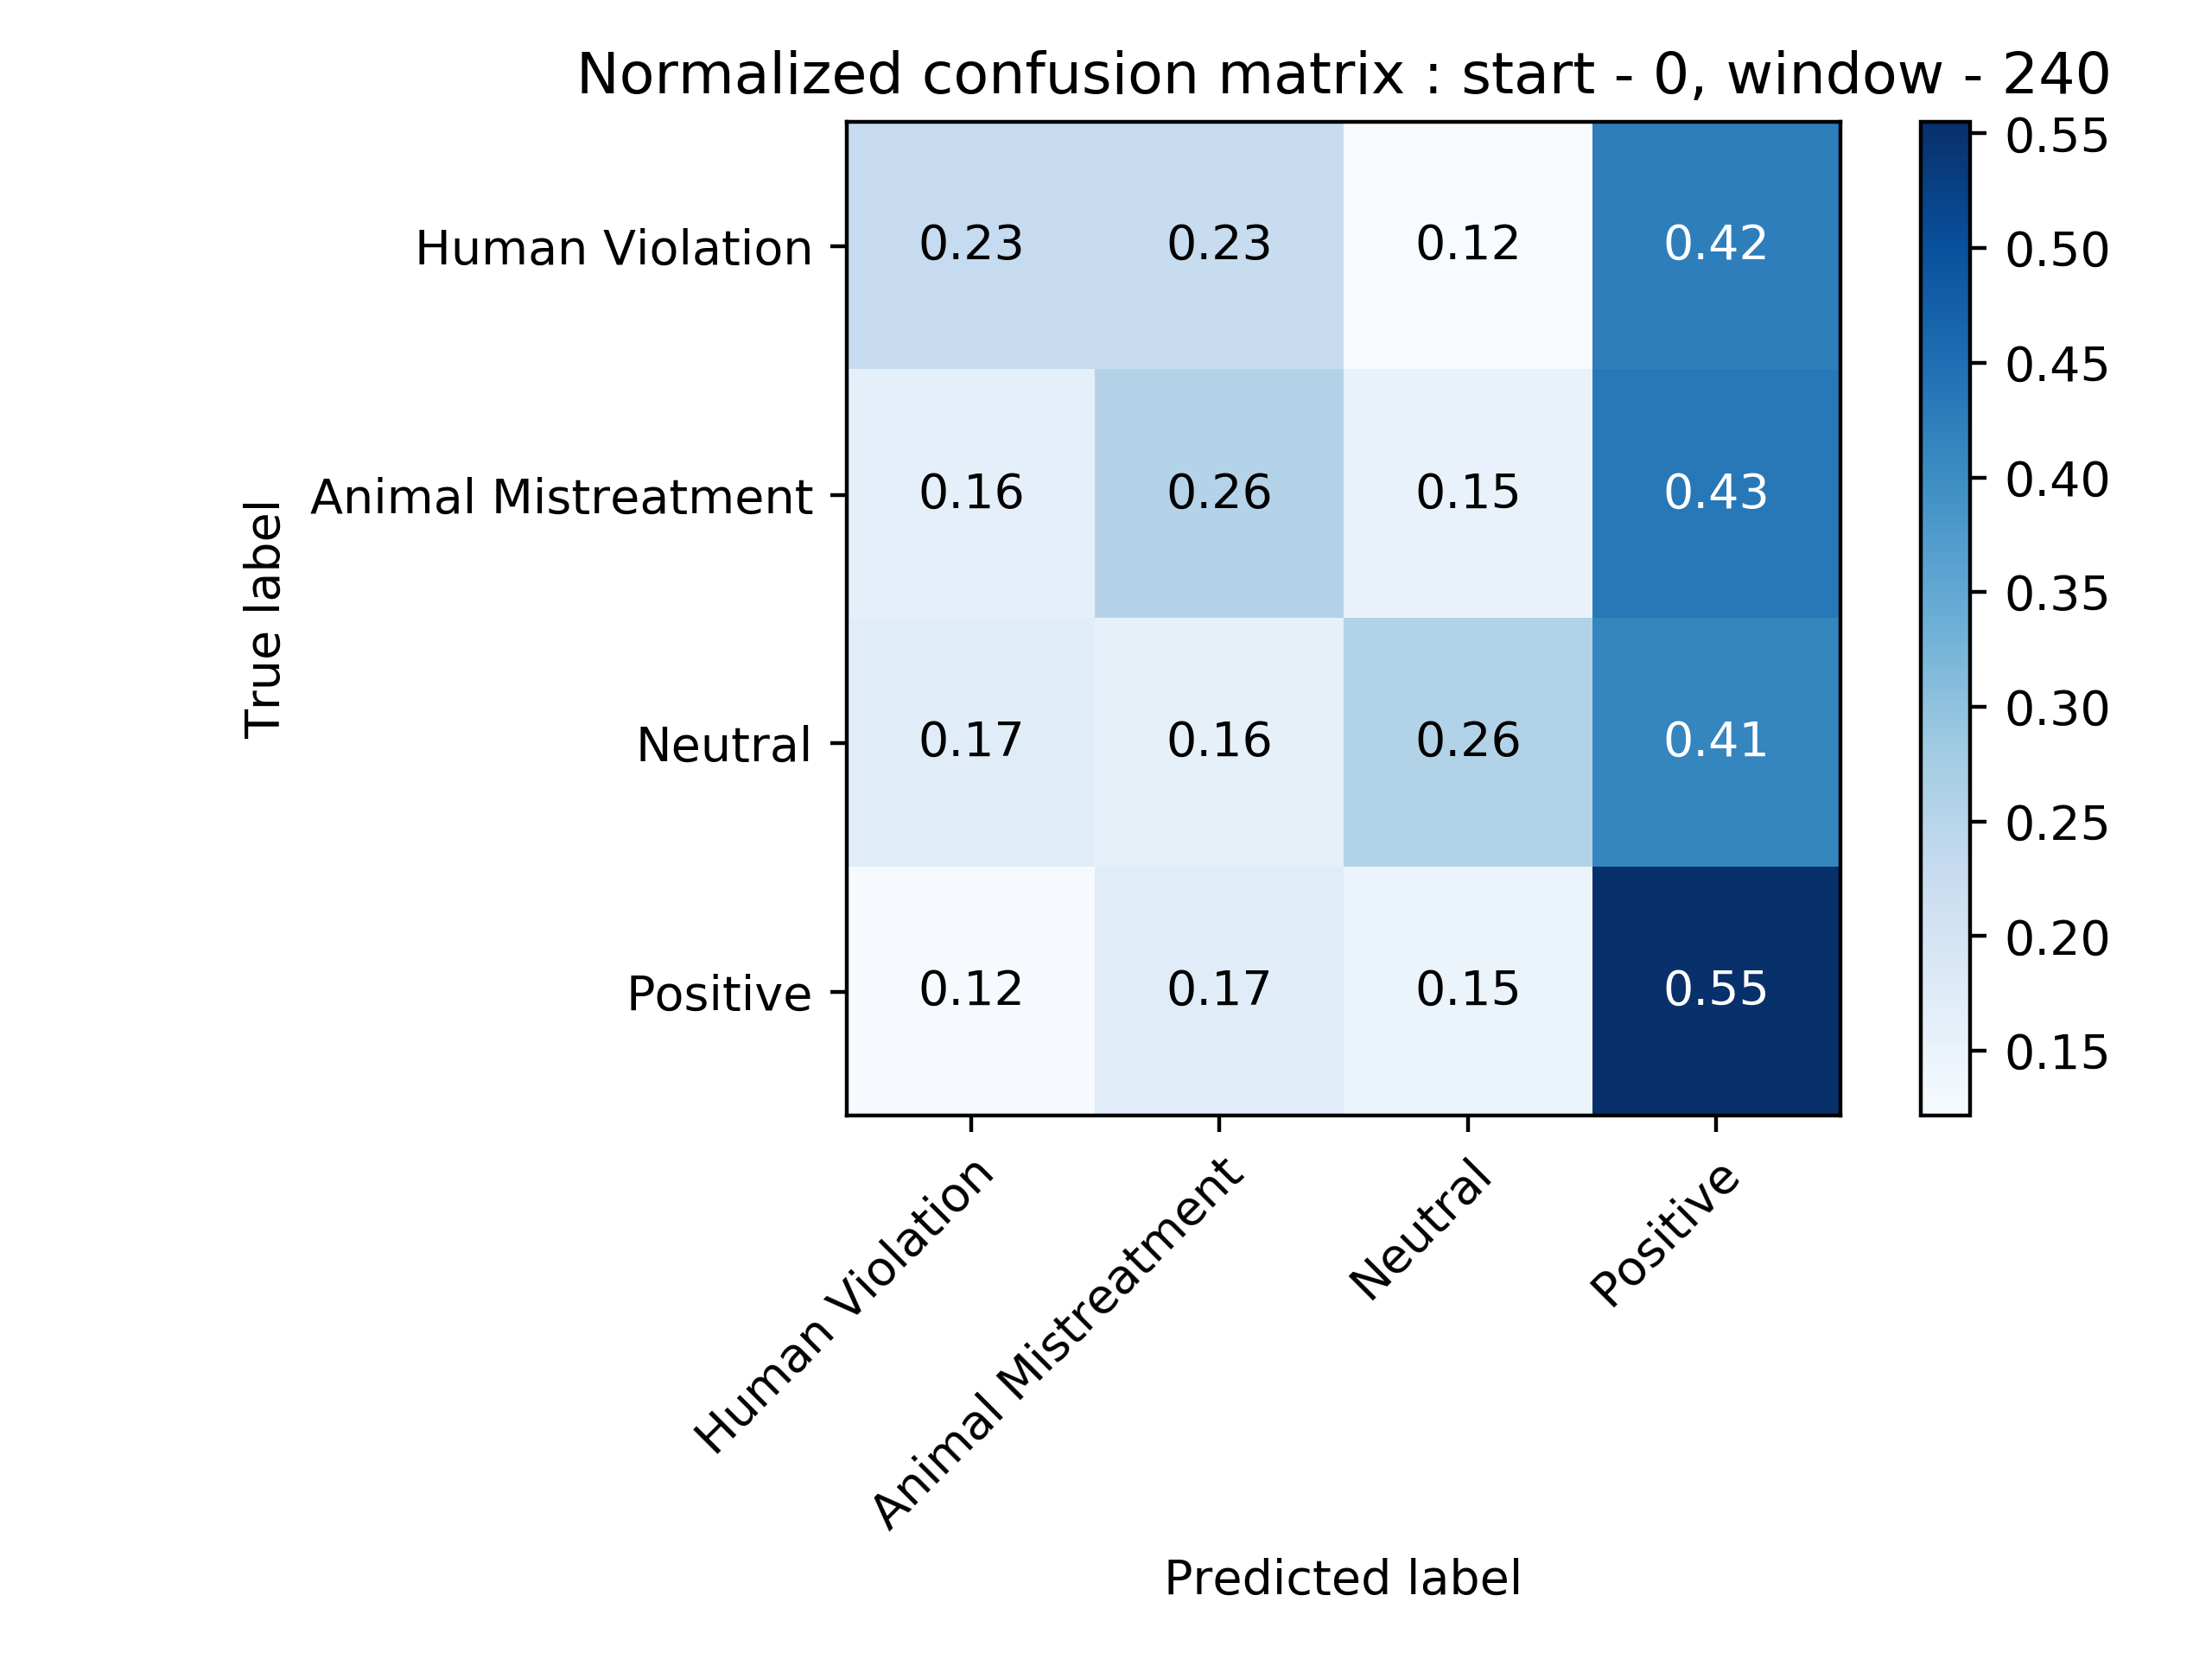 Normalized confusion matrix : start - 0, window - 240
True label
Human Violation 0.23 0.23 0.12 0.42
Animal Mistreatment 0.16 0.26 0.15 0.43
Neutral 0.17 0.16 0.26 0.41
Positive 0.12 0.17 0.15 0.55
Human Violation
Animal Mistreatment
Neutral
Positive
Predicted label
0.55
0.50
0.45
0.40
0.35
0.30
0.25
0.20
0.15